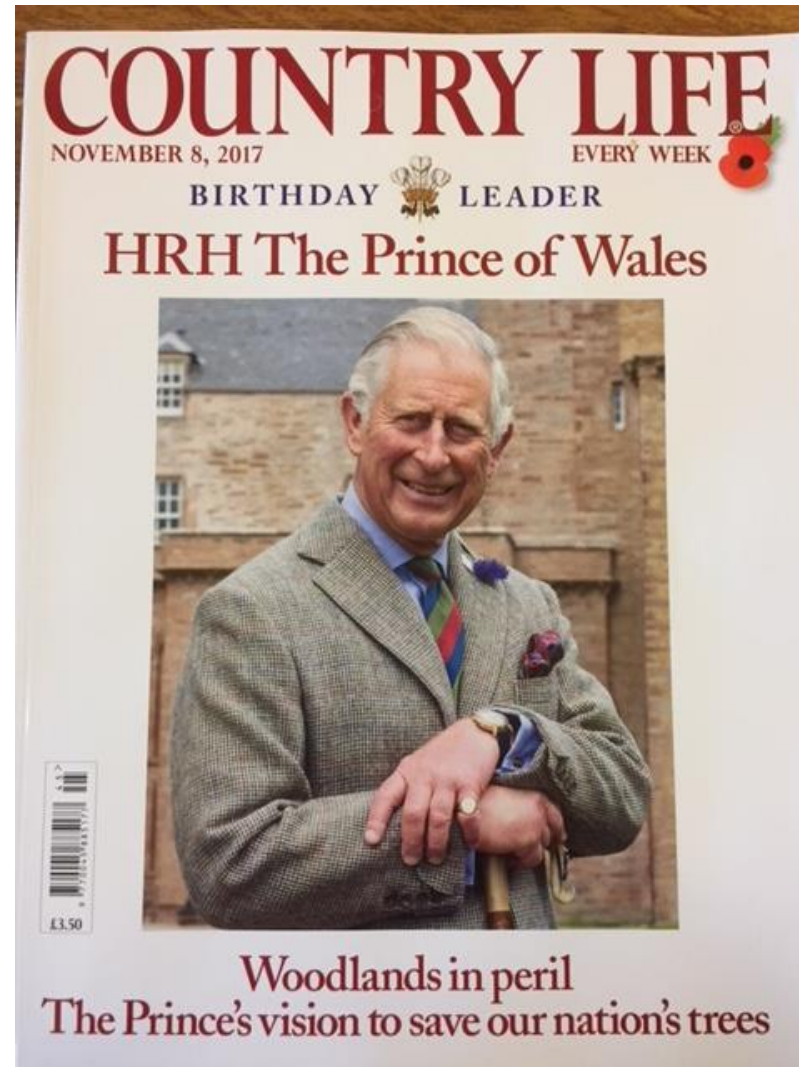 COUNTRY LIFE
NOVEMBER 8, 2017
EVERY WEEK
BIRTHDAY LEADER
HRH The Prince of Wales
£3.50
Woodlands in peril
The Prince's vision to save our nation's trees